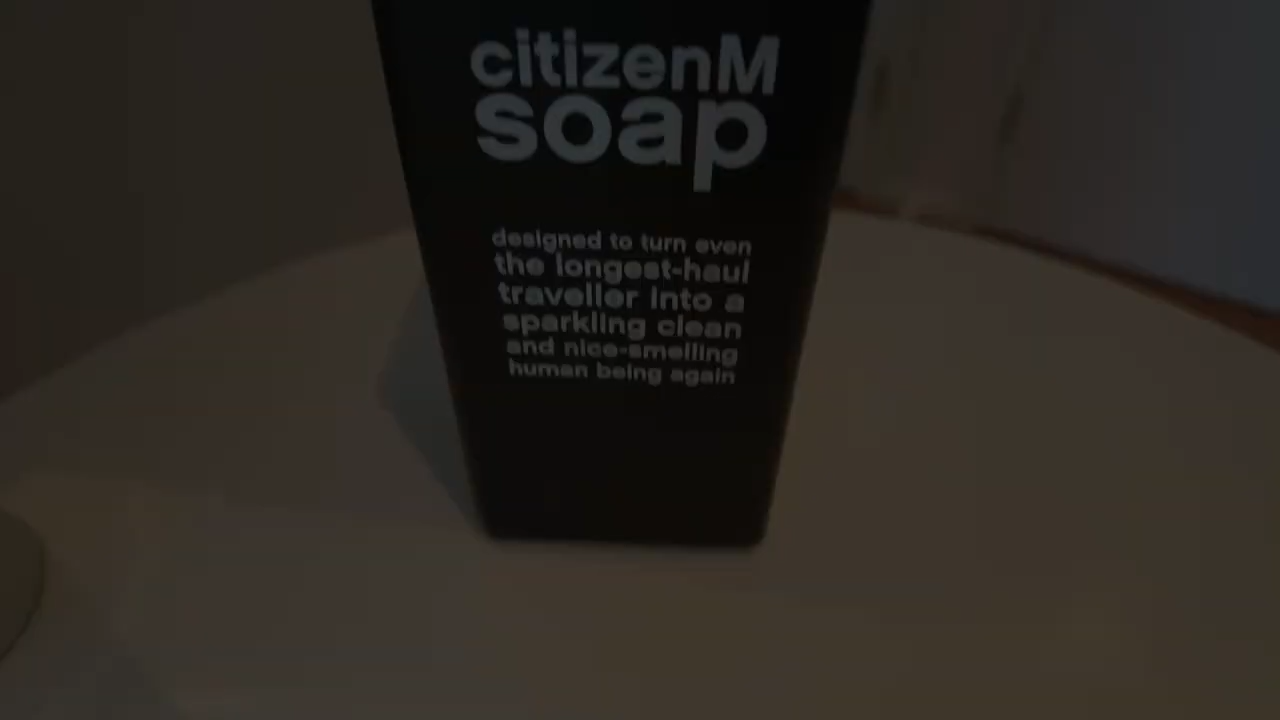 citizenM
soap
designed to turn even
the longest-haul
traveller into a
sparkling clean
and nice-smelling
human being again